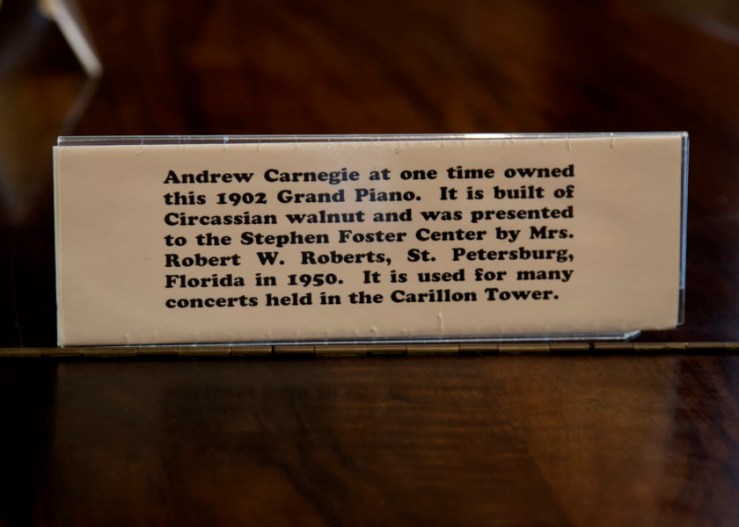 Andrew Carnegie at one time owned
this 1902 Grand Piano. It is built of
Circassian walnut and was presented
to the Stephen Foster Center by Mrs.
Robert W. Roberts, St. Petersburg,
Florida in 1950. It is used for many
concerts held in the Carillon Tower.